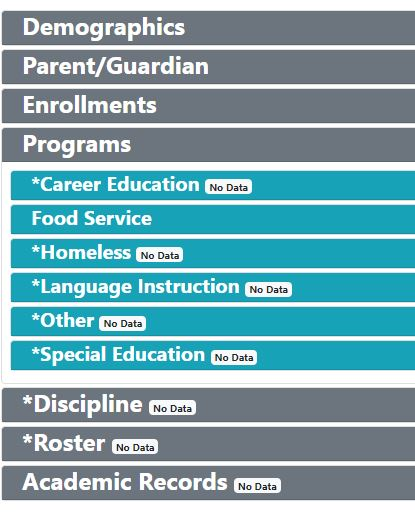 Demographics
Parent/Guardian
Enrollments
Programs
*Career Education No Data
Food Service
*Homeless No Data
*Language Instruction No Data
*Other No Data
*Special Education No Data
*Discipline No Data
*Roster No Data
Academic Records No Data